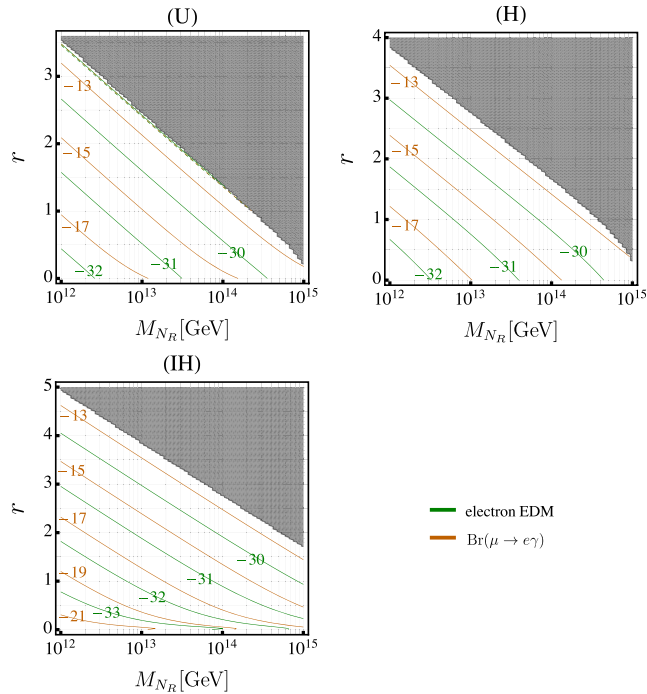 (U)
3
2
1
0
r
−13
−15
−17
−30
−31
−32
10^12 10^13 10^14 10^15
M_{N_R}[GeV]
(H)
4
3
2
1
0
r
−13
−15
−17
−30
−31
−32
10^12 10^13 10^14 10^15
M_{N_R}[GeV]
(IH)
5
4
3
2
1
0
r
−13
−15
−17
−19
−21
−30
−31
−32
−33
10^12 10^13 10^14 10^15
M_{N_R}[GeV]
electron EDM
Br(μ → eγ)